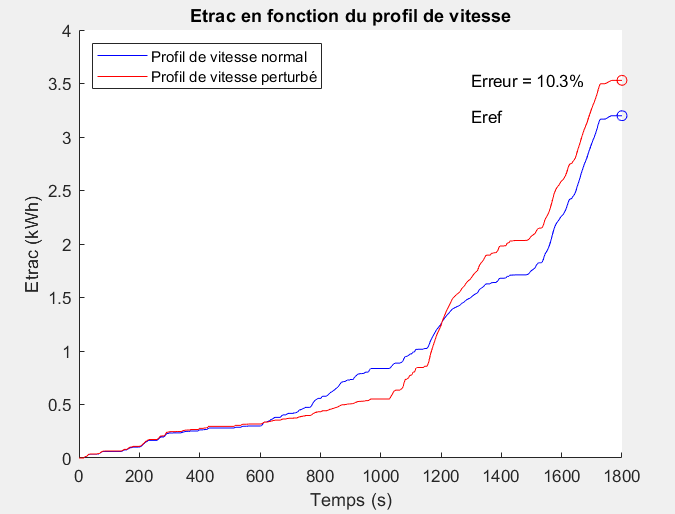 Etrac en fonction du profil de vitesse
4
Profil de vitesse normal
Profil de vitesse perturbé
3.5
Erreur = 10.3%
Eref
3
2.5
Etrac (kWh)
2
1.5
1
0.5
0
0 200 400 600 800 1000 1200 1400 1600 1800
Temps (s)